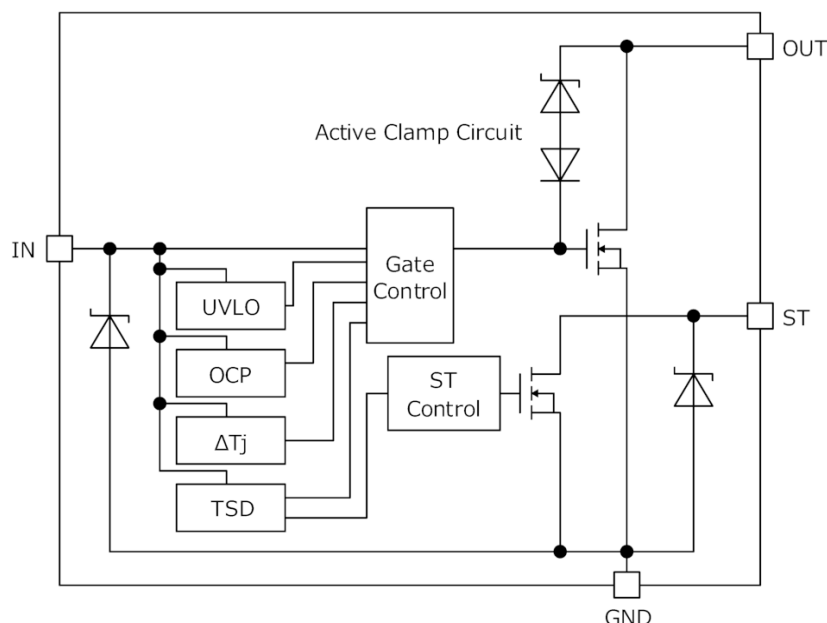 OUT
Active Clamp Circuit
IN
Gate
Control
UVLO
ST
OCP
ST
Control
ΔTj
TSD
GND